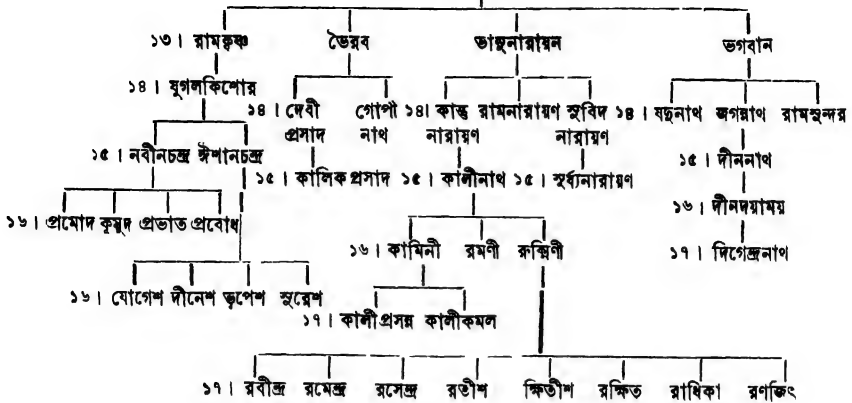 ১৩। রামকৃষ্ণ ভৈরব ভানুনারায়ন ভগবান
১৪। যুগলকিশোর
১৪। দেবী গোপী ১৪। কান্তু রামনারায়ণ সুবিদ ১৪। যদুনাথ জগন্নাথ রামসুন্দর
প্রসাদ নাথ নারায়ণ নারায়ণ
১৫। নবীনচন্দ্র ঈশানচন্দ্র ১৫। দীননাথ
১৫। কালিকপ্রসাদ ১৫। কালীনাথ ১৫। সূর্য্যনারায়ণ
১৬। প্রমোদ কুমুদ প্রভাত প্রবোধ ১৬। দীনদয়াময়
১৬। কামিনী রমণী রুক্মিণী ১৭। দিগেন্দ্রনাথ
১৬। যোগেশ দীনেশ ভূপেশ সুরেশ
১৭। কালীপ্রসন্ন কালীকমল
১৭। রবীন্দ্র রমেন্দ্র রসেন্দ্র রতীশ ক্ষিতীশ রক্ষিত রাধিকা রণজিৎ